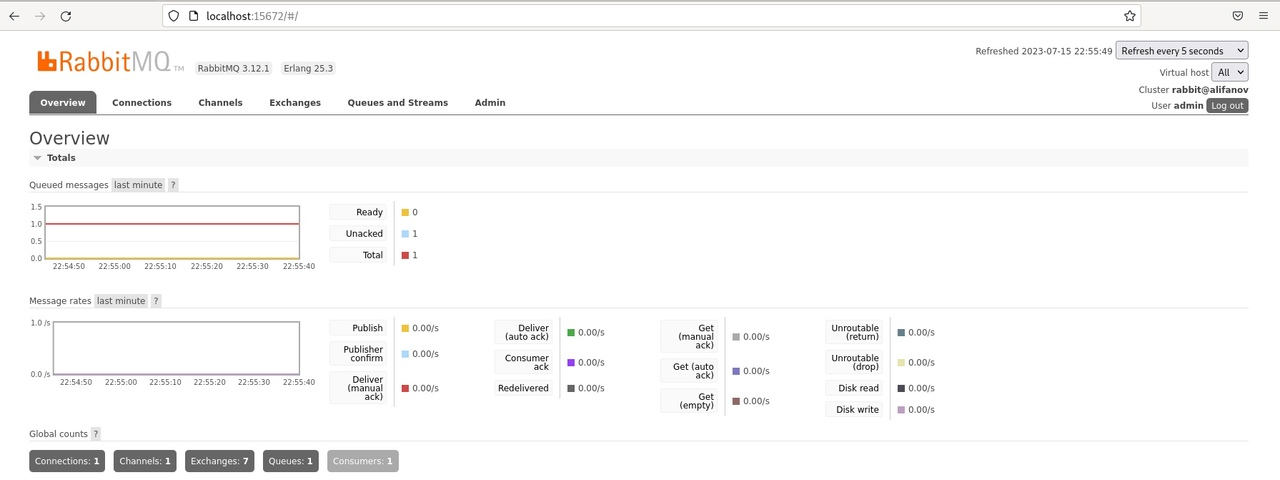 localhost:15672/#/
RabbitMQ TM
RabbitMQ 3.12.1 Erlang 25.3
Refreshed 2023-07-15 22:55:49 Refresh every 5 seconds
Virtual host All
Cluster rabbit@alifanov
User admin Log out
Overview Connections Channels Exchanges Queues and Streams Admin
Overview
Totals
Queued messages last minute ?
1.5
1.0
0.5
0.0
22:54:50 22:55:00 22:55:10 22:55:20 22:55:30 22:55:40
Ready 0
Unacked 1
Total 1
Message rates last minute ?
1.0 /s
0.0 /s
22:54:50 22:55:00 22:55:10 22:55:20 22:55:30 22:55:40
Publish 0.00/s
Publisher
confirm 0.00/s
Deliver
(manual
ack) 0.00/s
Deliver
(auto ack) 0.00/s
Consumer
ack 0.00/s
Redelivered 0.00/s
Get
(manual
ack) 0.00/s
Get (auto
ack) 0.00/s
Get
(empty) 0.00/s
Unroutable
(return) 0.00/s
Unroutable
(drop) 0.00/s
Disk read 0.00/s
Disk write 0.00/s
Global counts ?
Connections: 1 Channels: 1 Exchanges: 7 Queues: 1 Consumers: 1